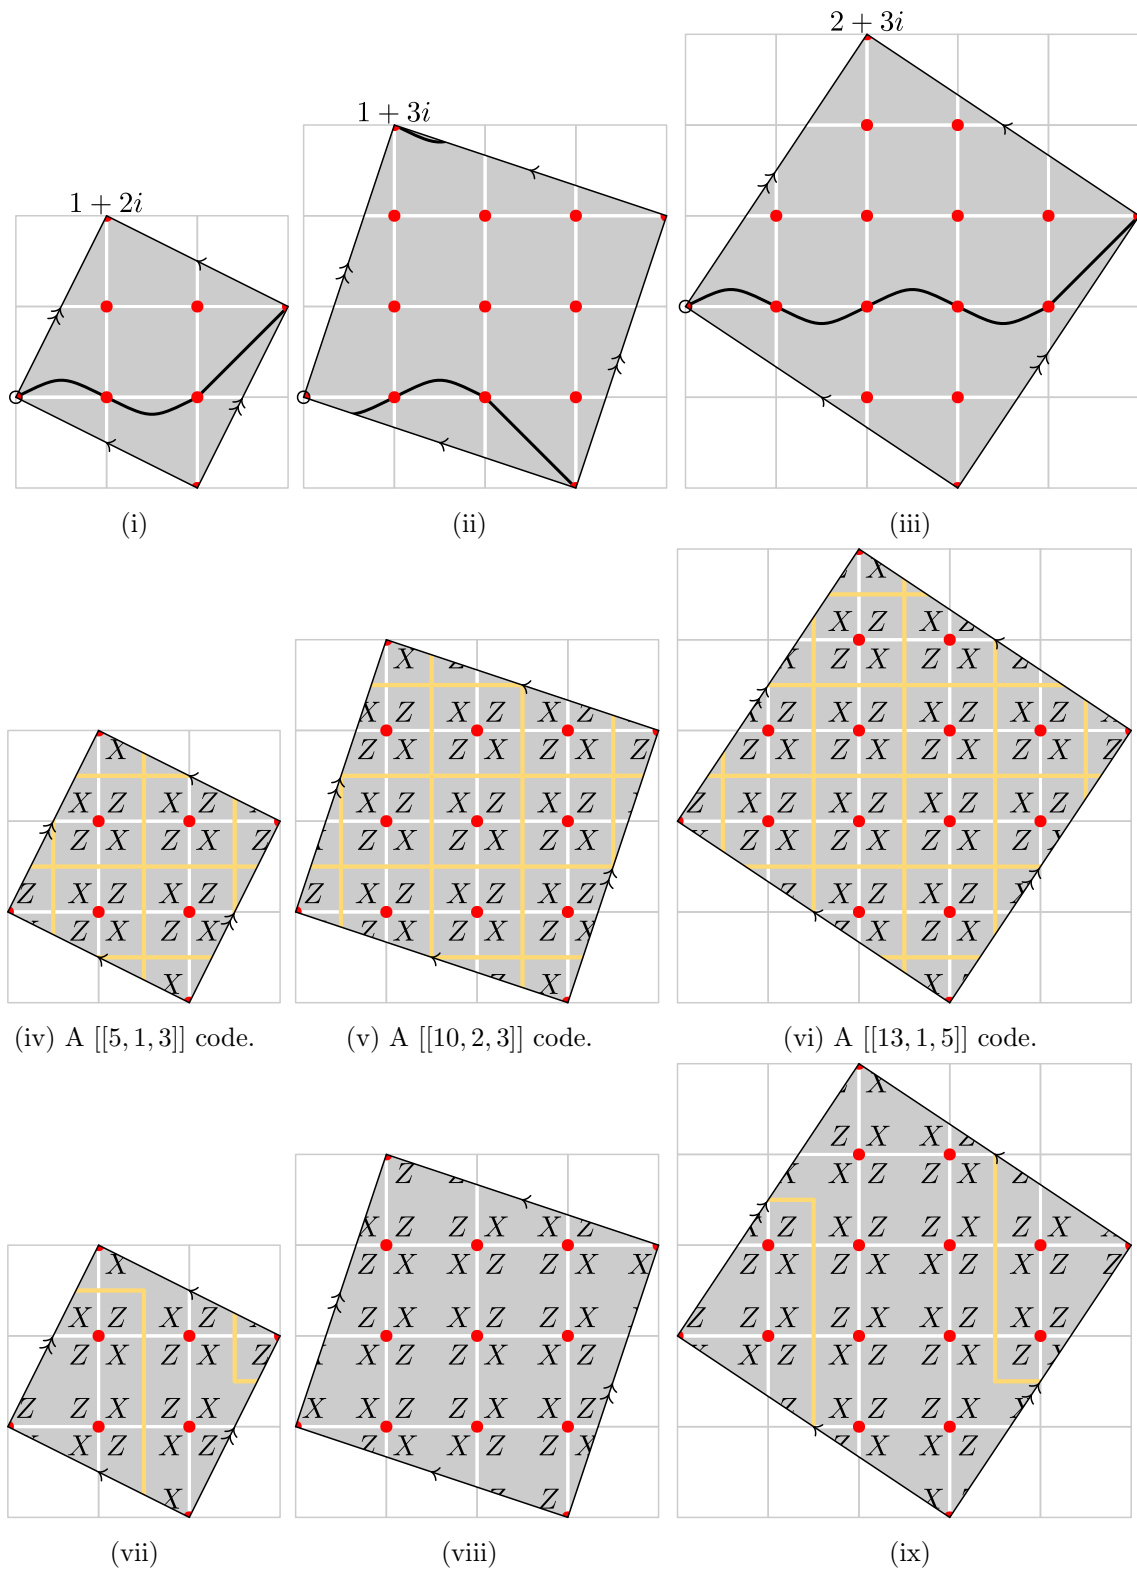 2 + 3i
1 + 3i
1 + 2i
(i) (ii) (iii)
X
X Z X Z
X Z
Z X Z X
X X Z X Z X Z
Z X Z X Z X Z
X Z X Z X Z X Z
X Z X Z X Z X Z X
X Z X Z X Z X Z X Z
Z X Z X Z X Z X Z X Z X Z X
Z X Z X Z X Z X Z X Z X
Z X Z X Z X Z X Z X Z X
X X X
(iv) A [[5, 1, 3]] code. (v) A [[10, 2, 3]] code. (vi) A [[13, 1, 5]] code.
X
Z X X
X Z Z X
Z
X Z Z X X Z Z X Z X
X Z X Z X Z X Z X Z X Z X Z
X Z X Z X Z Z X X Z Z X X Z
Z X Z X X Z Z X X Z X Z Z X X Z Z
Z Z X Z X X Z X X Z X Z X Z X
X Z X Z Z X Z Z X X Z X Z
X Z X
(vii) (viii) (ix)